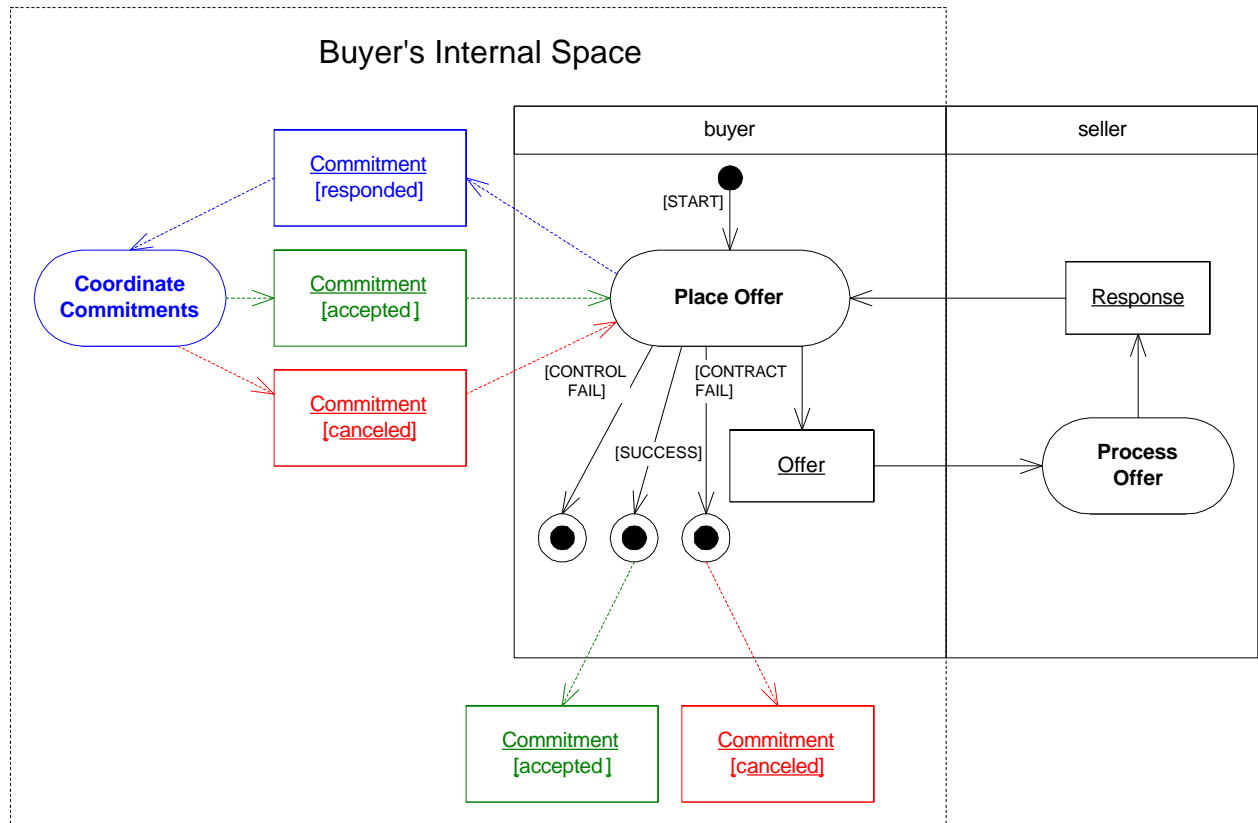 Buyer's Internal Space
buyer
seller
Commitment
[responded]
[START]
Coordinate
Commitments
Commitment
[accepted]
Place Offer
Response
Commitment
[canceled]
[CONTROL
FAIL]
[CONTRACT
FAIL]
[SUCCESS]
Offer
Process
Offer
Commitment
[accepted]
Commitment
[canceled]